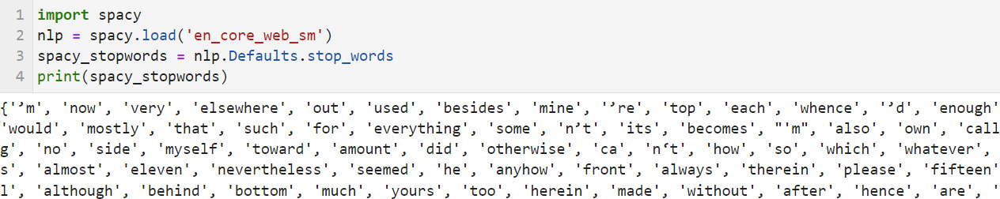 1 import spacy
2 nlp = spacy.load('en_core_web_sm')
3 spacy_stopwords = nlp.Defaults.stop_words
4 print(spacy_stopwords)
{'’m', 'now', 'very', 'elsewhere', 'out', 'used', 'besides', 'mine', '’re', 'top', 'each', 'whence', '’d', 'enough'
'would', 'mostly', 'that', 'such', 'for', 'everything', 'some', 'n’t', 'its', 'becomes', "'m", 'also', 'own', 'call
g', 'no', 'side', 'myself', 'toward', 'amount', 'did', 'otherwise', 'ca', 'n‘t', 'how', 'so', 'which', 'whatever',
s', 'almost', 'eleven', 'nevertheless', 'seemed', 'he', 'anyhow', 'front', 'always', 'therein', 'please', 'fifteen'
l', 'although', 'behind', 'bottom', 'much', 'yours', 'too', 'herein', 'made', 'without', 'after', 'hence', 'are', '